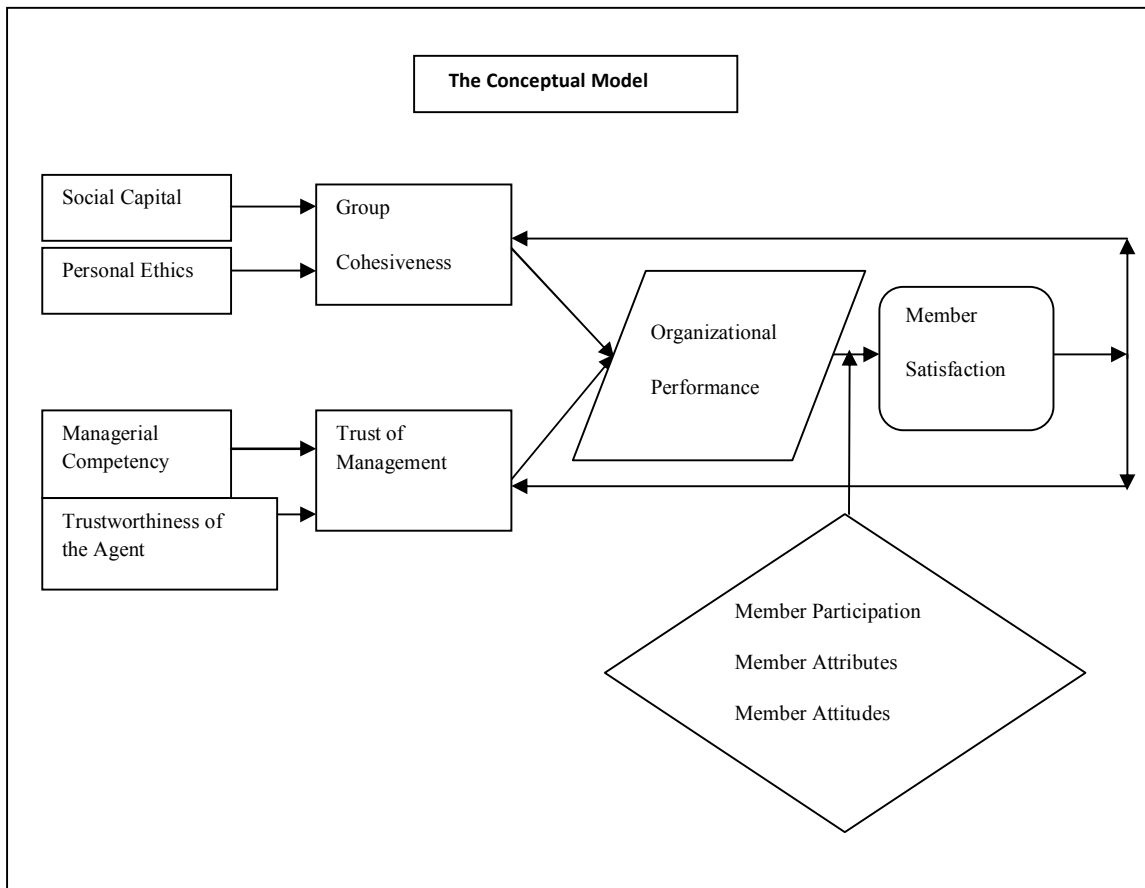 The Conceptual Model
Social Capital
Personal Ethics
Group
Cohesiveness
Managerial
Competency
Trustworthiness of
the Agent
Trust of
Management
Organizational
Performance
Member
Satisfaction
Member Participation
Member Attributes
Member Attitudes